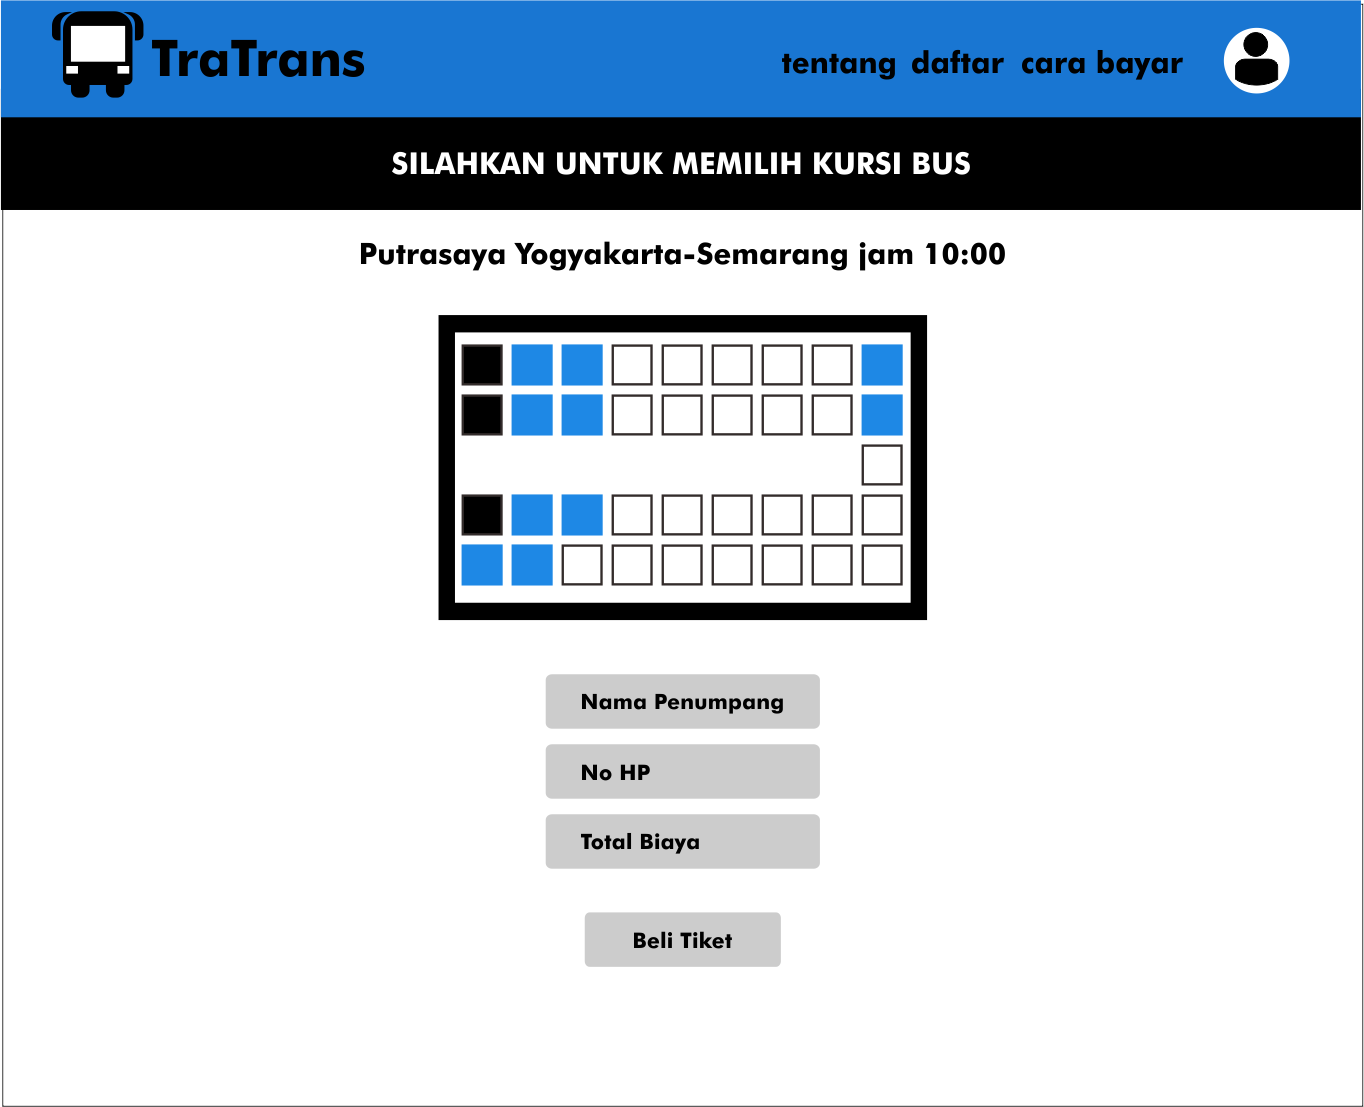 TraTrans
tentang daftar cara bayar
SILAHKAN UNTUK MEMILIH KURSI BUS
Putrasaya Yogyakarta-Semarang jam 10:00
Nama Penumpang
No HP
Total Biaya
Beli Tiket